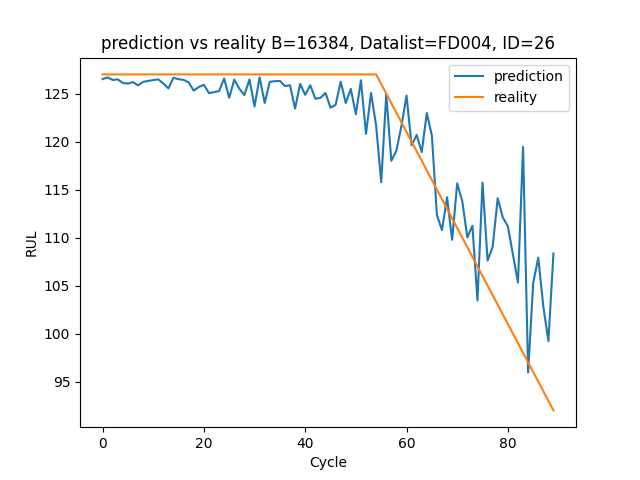 prediction vs reality B=16384, Datalist=FD004, ID=26
prediction
reality
RUL
125
120
115
110
105
100
95
0 20 40 60 80
Cycle